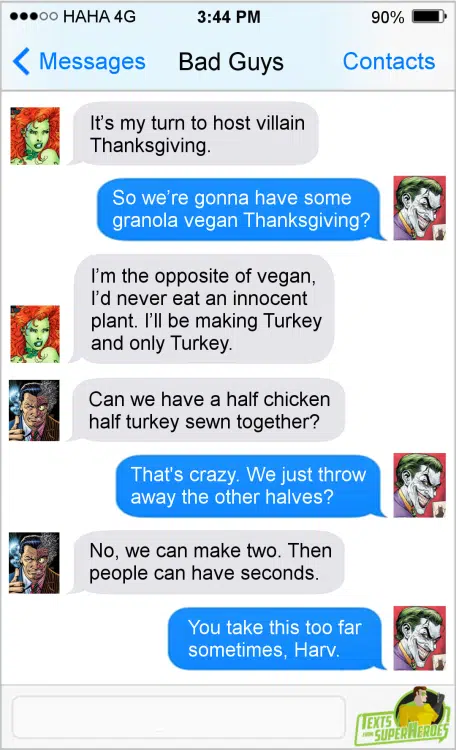 HAHA 4G 3:44 PM 90%
Messages Bad Guys Contacts
It's my turn to host villain
Thanksgiving.
So we're gonna have some
granola vegan Thanksgiving?
I'm the opposite of vegan,
I'd never eat an innocent
plant. I'll be making Turkey
and only Turkey.
Can we have a half chicken
half turkey sewn together?
That's crazy. We just throw
away the other halves?
No, we can make two. Then
people can have seconds.
You take this too far
sometimes, Harv.
TEXTS
FROM SUPERHEROES